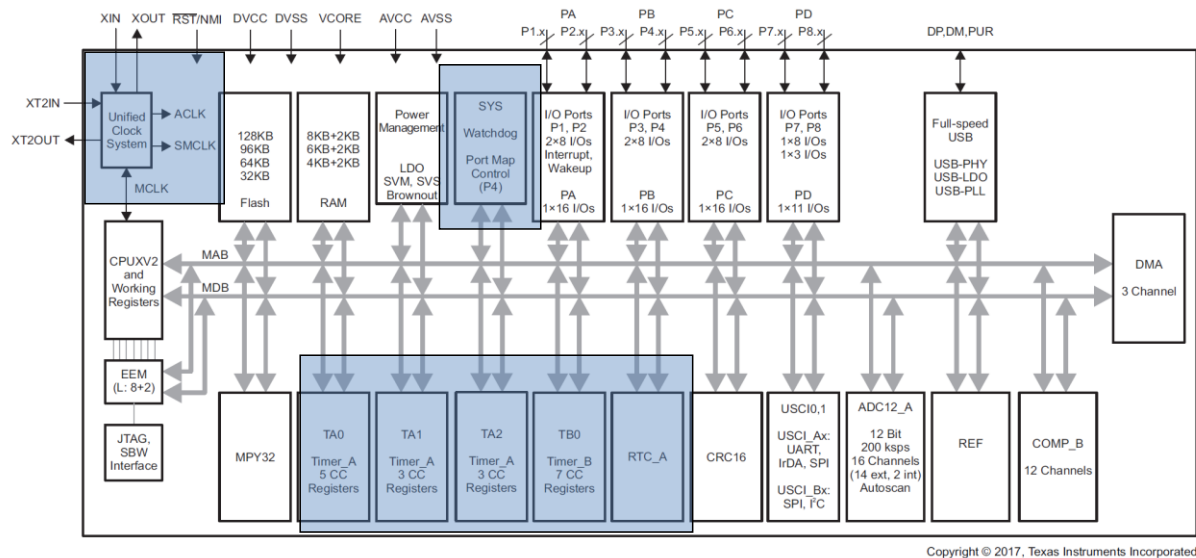 XIN XOUT RST/NMI DVCC DVSS VCORE AVCC AVSS PA PB PC PD
P1.x P2.x P3.x P4.x P5.x P6.x P7.x P8.x DP,DM,PUR
XT2IN
XT2OUT
Unified
Clock
System
ACLK
SMCLK
MCLK
128KB
96KB
64KB
32KB
Flash
8KB+2KB
6KB+2KB
4KB+2KB
RAM
Power
Management
LDO
SVM, SVS
Brownout
SYS
Watchdog
Port Map
Control
(P4)
I/O Ports
P1, P2
2×8 I/Os
Interrupt,
Wakeup
PA
1×16 I/Os
I/O Ports
P3, P4
2×8 I/Os
PB
1×16 I/Os
I/O Ports
P5, P6
2×8 I/Os
PC
1×16 I/Os
I/O Ports
P7, P8
1×8 I/Os
1×3 I/Os
PD
1×11 I/Os
Full-speed
USB
USB-PHY
USB-LDO
USB-PLL
CPUXV2
and
Working
Registers
MAB
MDB
DMA
3 Channel
EEM
(L: 8+2)
JTAG,
SBW
Interface
MPY32
TA0
Timer_A
5 CC
Registers
TA1
Timer_A
3 CC
Registers
TA2
Timer_A
3 CC
Registers
TB0
Timer_B
7 CC
Registers
RTC_A
CRC16
USCI0,1
USCI_Ax:
UART,
IrDA, SPI
USCI_Bx:
SPI, I²C
ADC12_A
12 Bit
200 ksps
16 Channels
(14 ext, 2 int)
Autoscan
REF
COMP_B
12 Channels
Copyright © 2017, Texas Instruments Incorporated